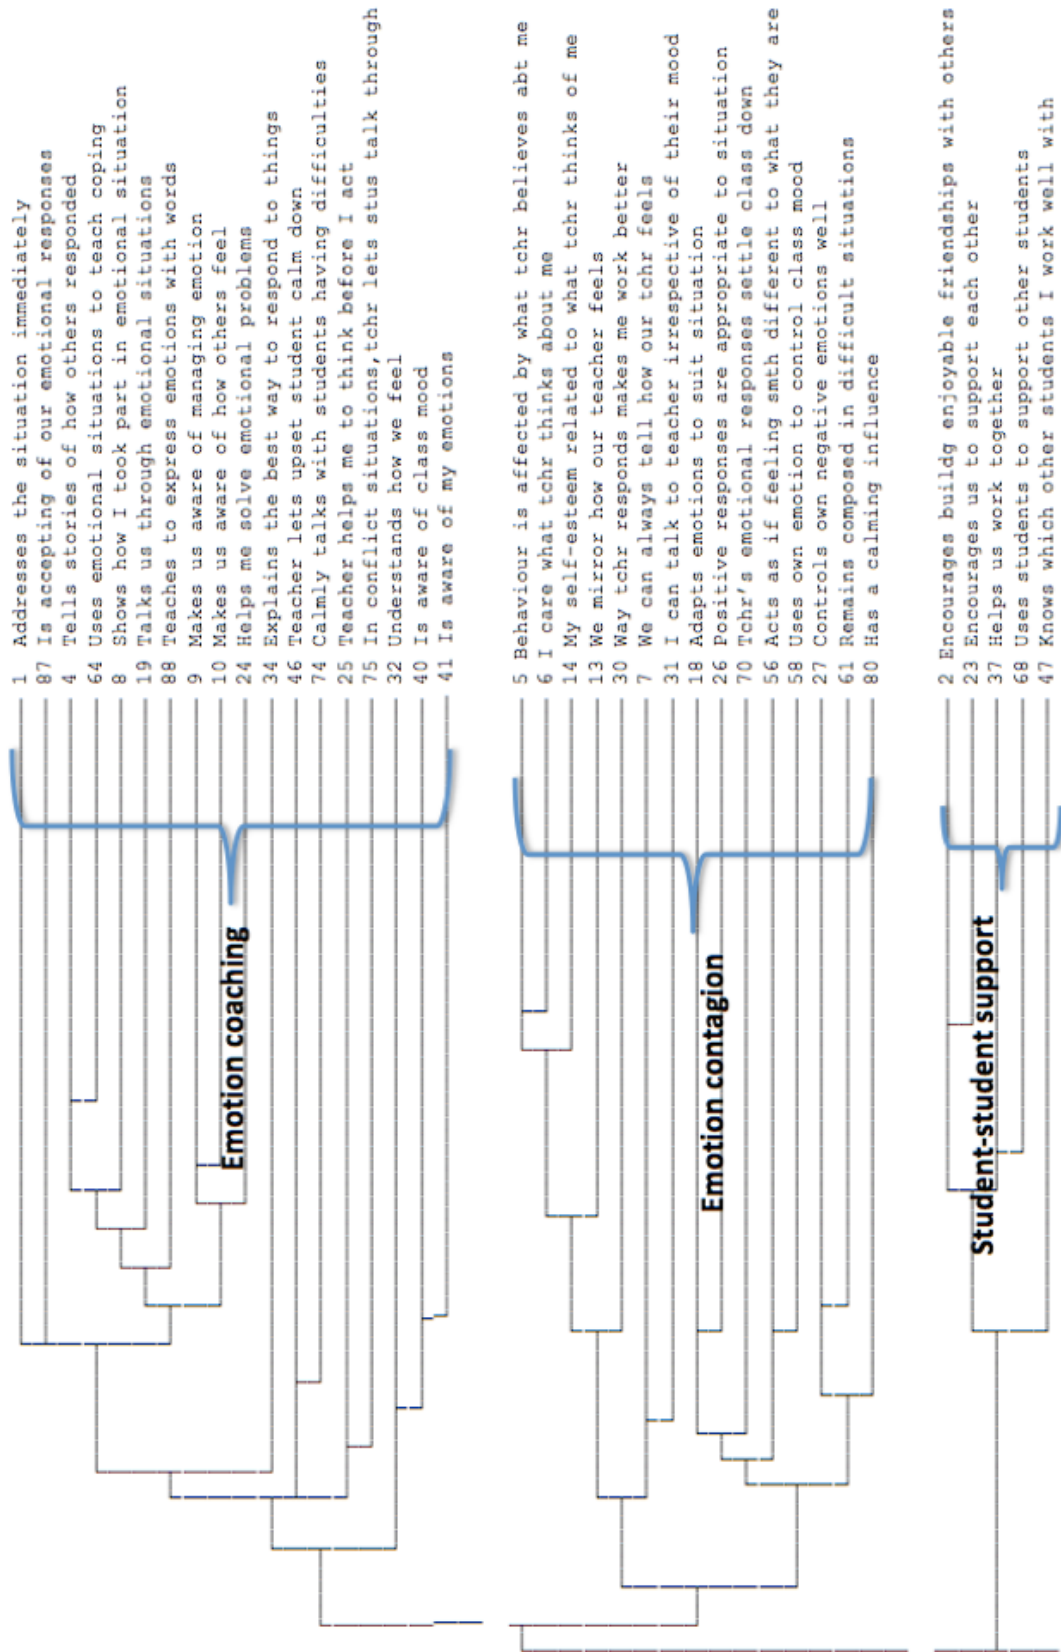 1 Addresses the situation immediately
87 Is accepting of our emotional responses
4 Tells stories of how others responded
64 Uses emotional situations to teach coping
8 Shows how I took part in emotional situation
19 Talks us through emotional situations
88 Teaches to express emotions with words
9 Makes us aware of managing emotion
10 Makes us aware of how others feel
24 Helps me solve emotional problems
34 Explains the best way to respond to things
46 Teacher lets upset student calm down
74 Calmly talks with students having difficulties
25 Teacher helps me to think before I act
75 In conflict situations, tchr lets stus talk through
32 Understands how we feel
40 Is aware of class mood
41 Is aware of my emotions
Emotion coaching
5 Behaviour is affected by what tchr believes abt me
6 I care what tchr thinks about me
14 My self-esteem related to what tchr thinks of me
13 We mirror how our teacher feels
30 Way tchr responds makes me work better
7 We can always tell how our tchr feels
31 I can talk to teacher irrespective of their mood
18 Adapts emotions to suit situation
26 Positive responses are appropriate to situation
70 Tchr's emotional responses settle class down
56 Acts as if feeling smth different to what they are
58 Uses own emotion to control class mood
27 Controls own negative emotions well
61 Remains composed in difficult situations
80 Has a calming influence
Emotion contagion
2 Encourages buildg enjoyable friendships with others
23 Encourages us to support each other
37 Helps us work together
68 Uses students to support other students
47 Knows which other students I work well with
Student-student support